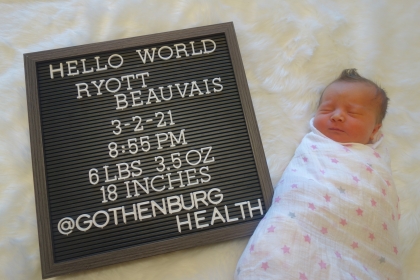 HELLO WORLD
RYOTT
BEAUVAIS
3-2-21
8:55 PM
6 LBS 3.5 OZ
18 INCHES
@GOTHENBURG
HEALTH